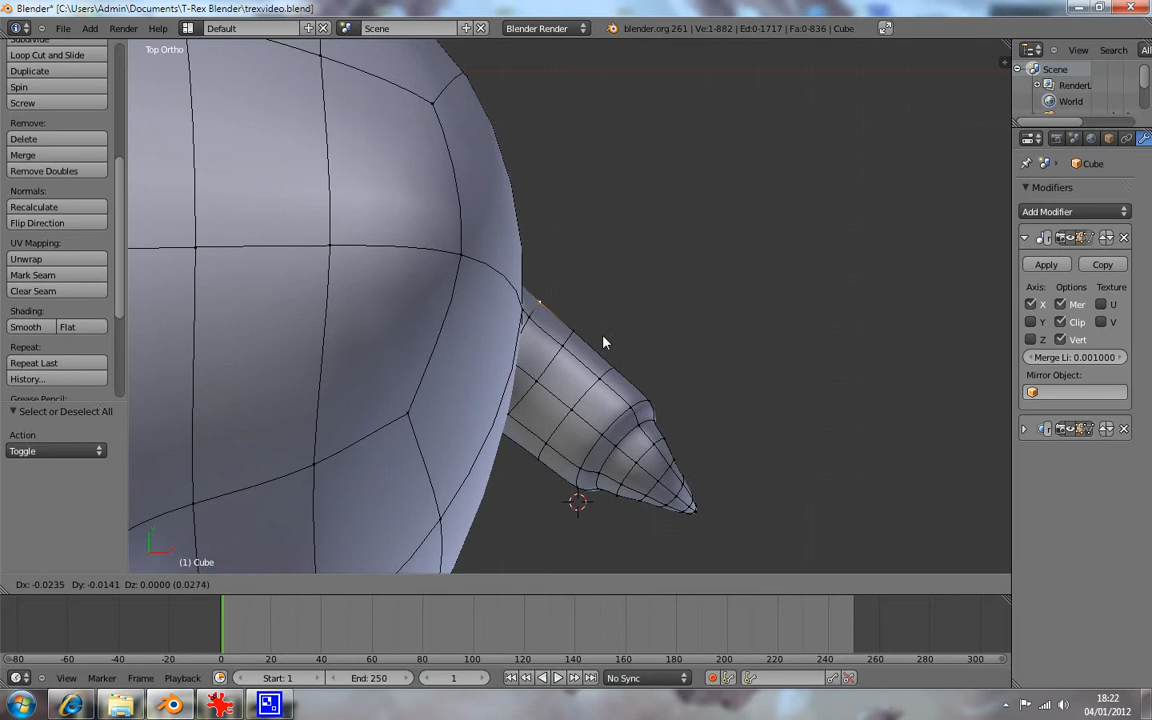 Blender* [C:\Users\Admin\Documents\T-Rex Blender\trexvideo.blend]
File Add Render Help Default Scene Blender Render blender.org 261 | Ve:1-882 | Ed:0-1717 | Fa:0-836 | Cube
View Search
Scene
RenderL
World
Loop Cut and Slide
Duplicate
Spin
Screw
Remove:
Delete
Merge
Remove Doubles
Normals:
Recalculate
Flip Direction
UV Mapping:
Unwrap
Mark Seam
Clear Seam
Shading:
Smooth Flat
Repeat:
Repeat Last
History...
Select or Deselect All
Action
Toggle
Top Ortho
(1) Cube
Cube
Modifiers
Add Modifier
Apply Copy
Axis: Options Texture
X Mer U
Y Clip V
Z Vert
Merge Li: 0.001000
Mirror Object:
Dx: -0.0235 Dy: -0.0141 Dz: 0.0000 (0.0274)
-80 -60 -40 -20 0 20 40 60 80 100 120 140 160 180 200 220 240 260 280 300
View Marker Frame Playback Start: 1 End: 250 1 No Sync
18:22
04/01/2012